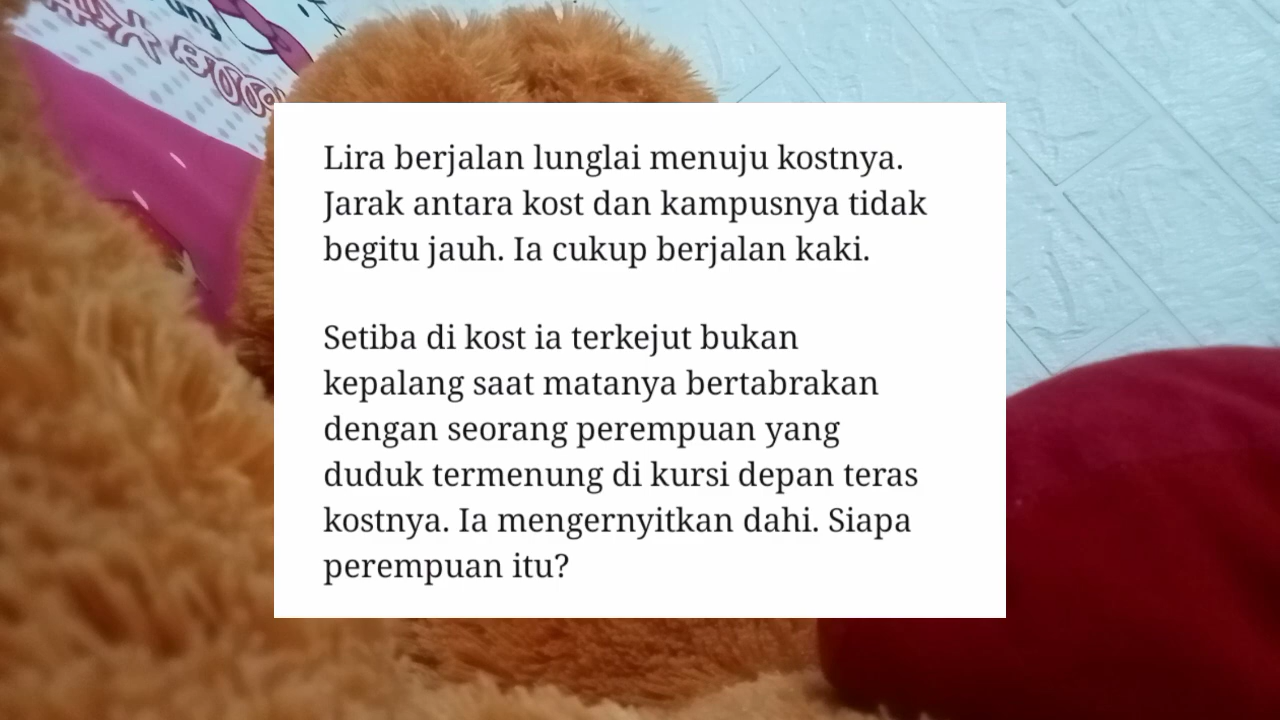 Lira berjalan lunglai menuju kostnya.
Jarak antara kost dan kampusnya tidak
begitu jauh. Ia cukup berjalan kaki.
Setiba di kost ia terkejut bukan
kepalang saat matanya bertabrakan
dengan seorang perempuan yang
duduk termenung di kursi depan teras
kostnya. Ia mengernyitkan dahi. Siapa
perempuan itu?